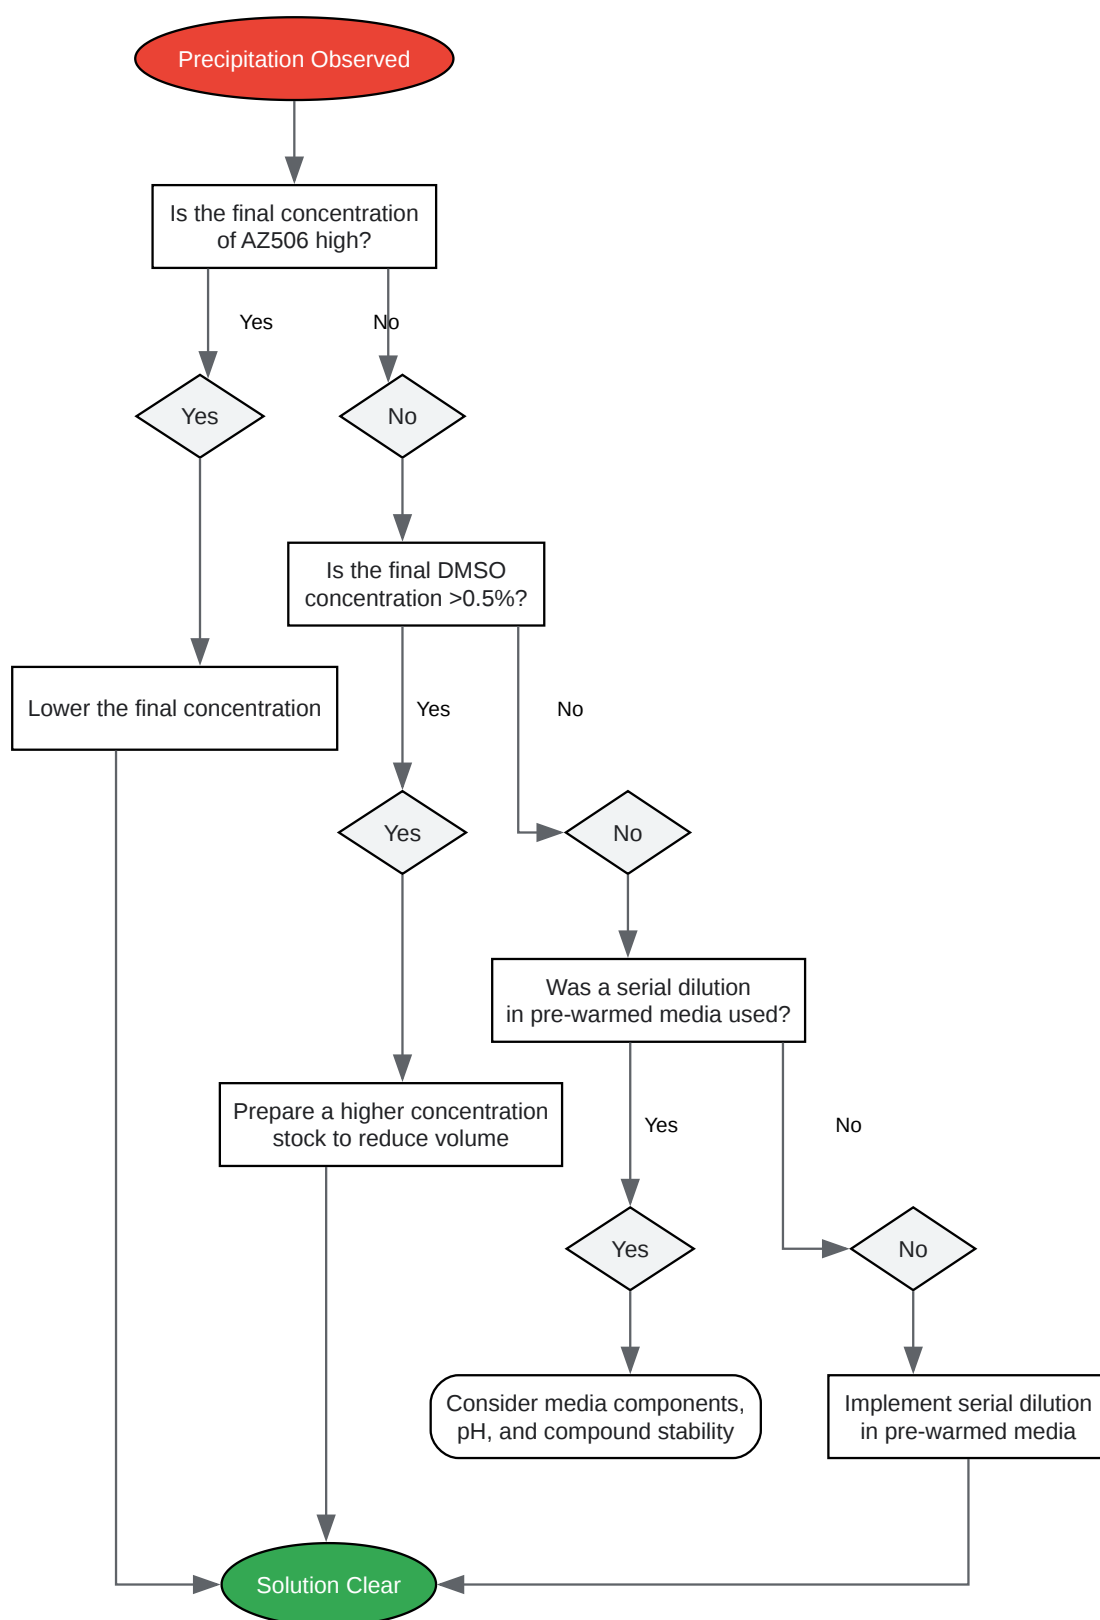 Precipitation Observed
Is the final concentration
of AZ506 high?
Yes
No
Yes
No
Is the final DMSO
concentration >0.5%?
Lower the final concentration
Yes
No
Yes
No
Was a serial dilution
in pre-warmed media used?
Prepare a higher concentration
stock to reduce volume
Yes
No
Yes
No
Consider media components,
pH, and compound stability
Implement serial dilution
in pre-warmed media
Solution Clear